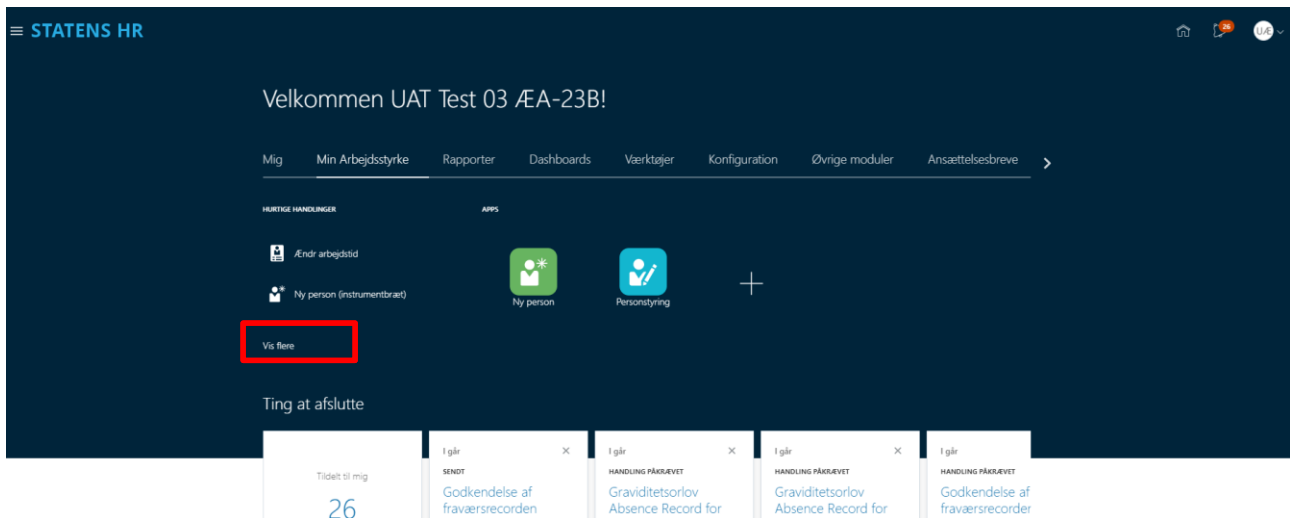 STATENS HR
26
UÆ
Velkommen UAT Test 03 ÆA-23B!
Mig Min Arbejdsstyrke Rapporter Dashboards Værktøjer Konfiguration Øvrige moduler Ansættelsesbreve
HURTIGE HANDLINGER
APPS
Ændr arbejdstid
Ny person (instrumentbræt)
Ny person
Personstyring
Vis flere
Ting at afslutte
Tildelt til mig
26
I går
SENDT
Godkendelse af
fraværsrecorden
I går
HANDLING PÅKRÆVET
Graviditetsorlov
Absence Record for
I går
HANDLING PÅKRÆVET
Graviditetsorlov
Absence Record for
I går
HANDLING PÅKRÆVET
Godkendelse af
fraværsrecorder